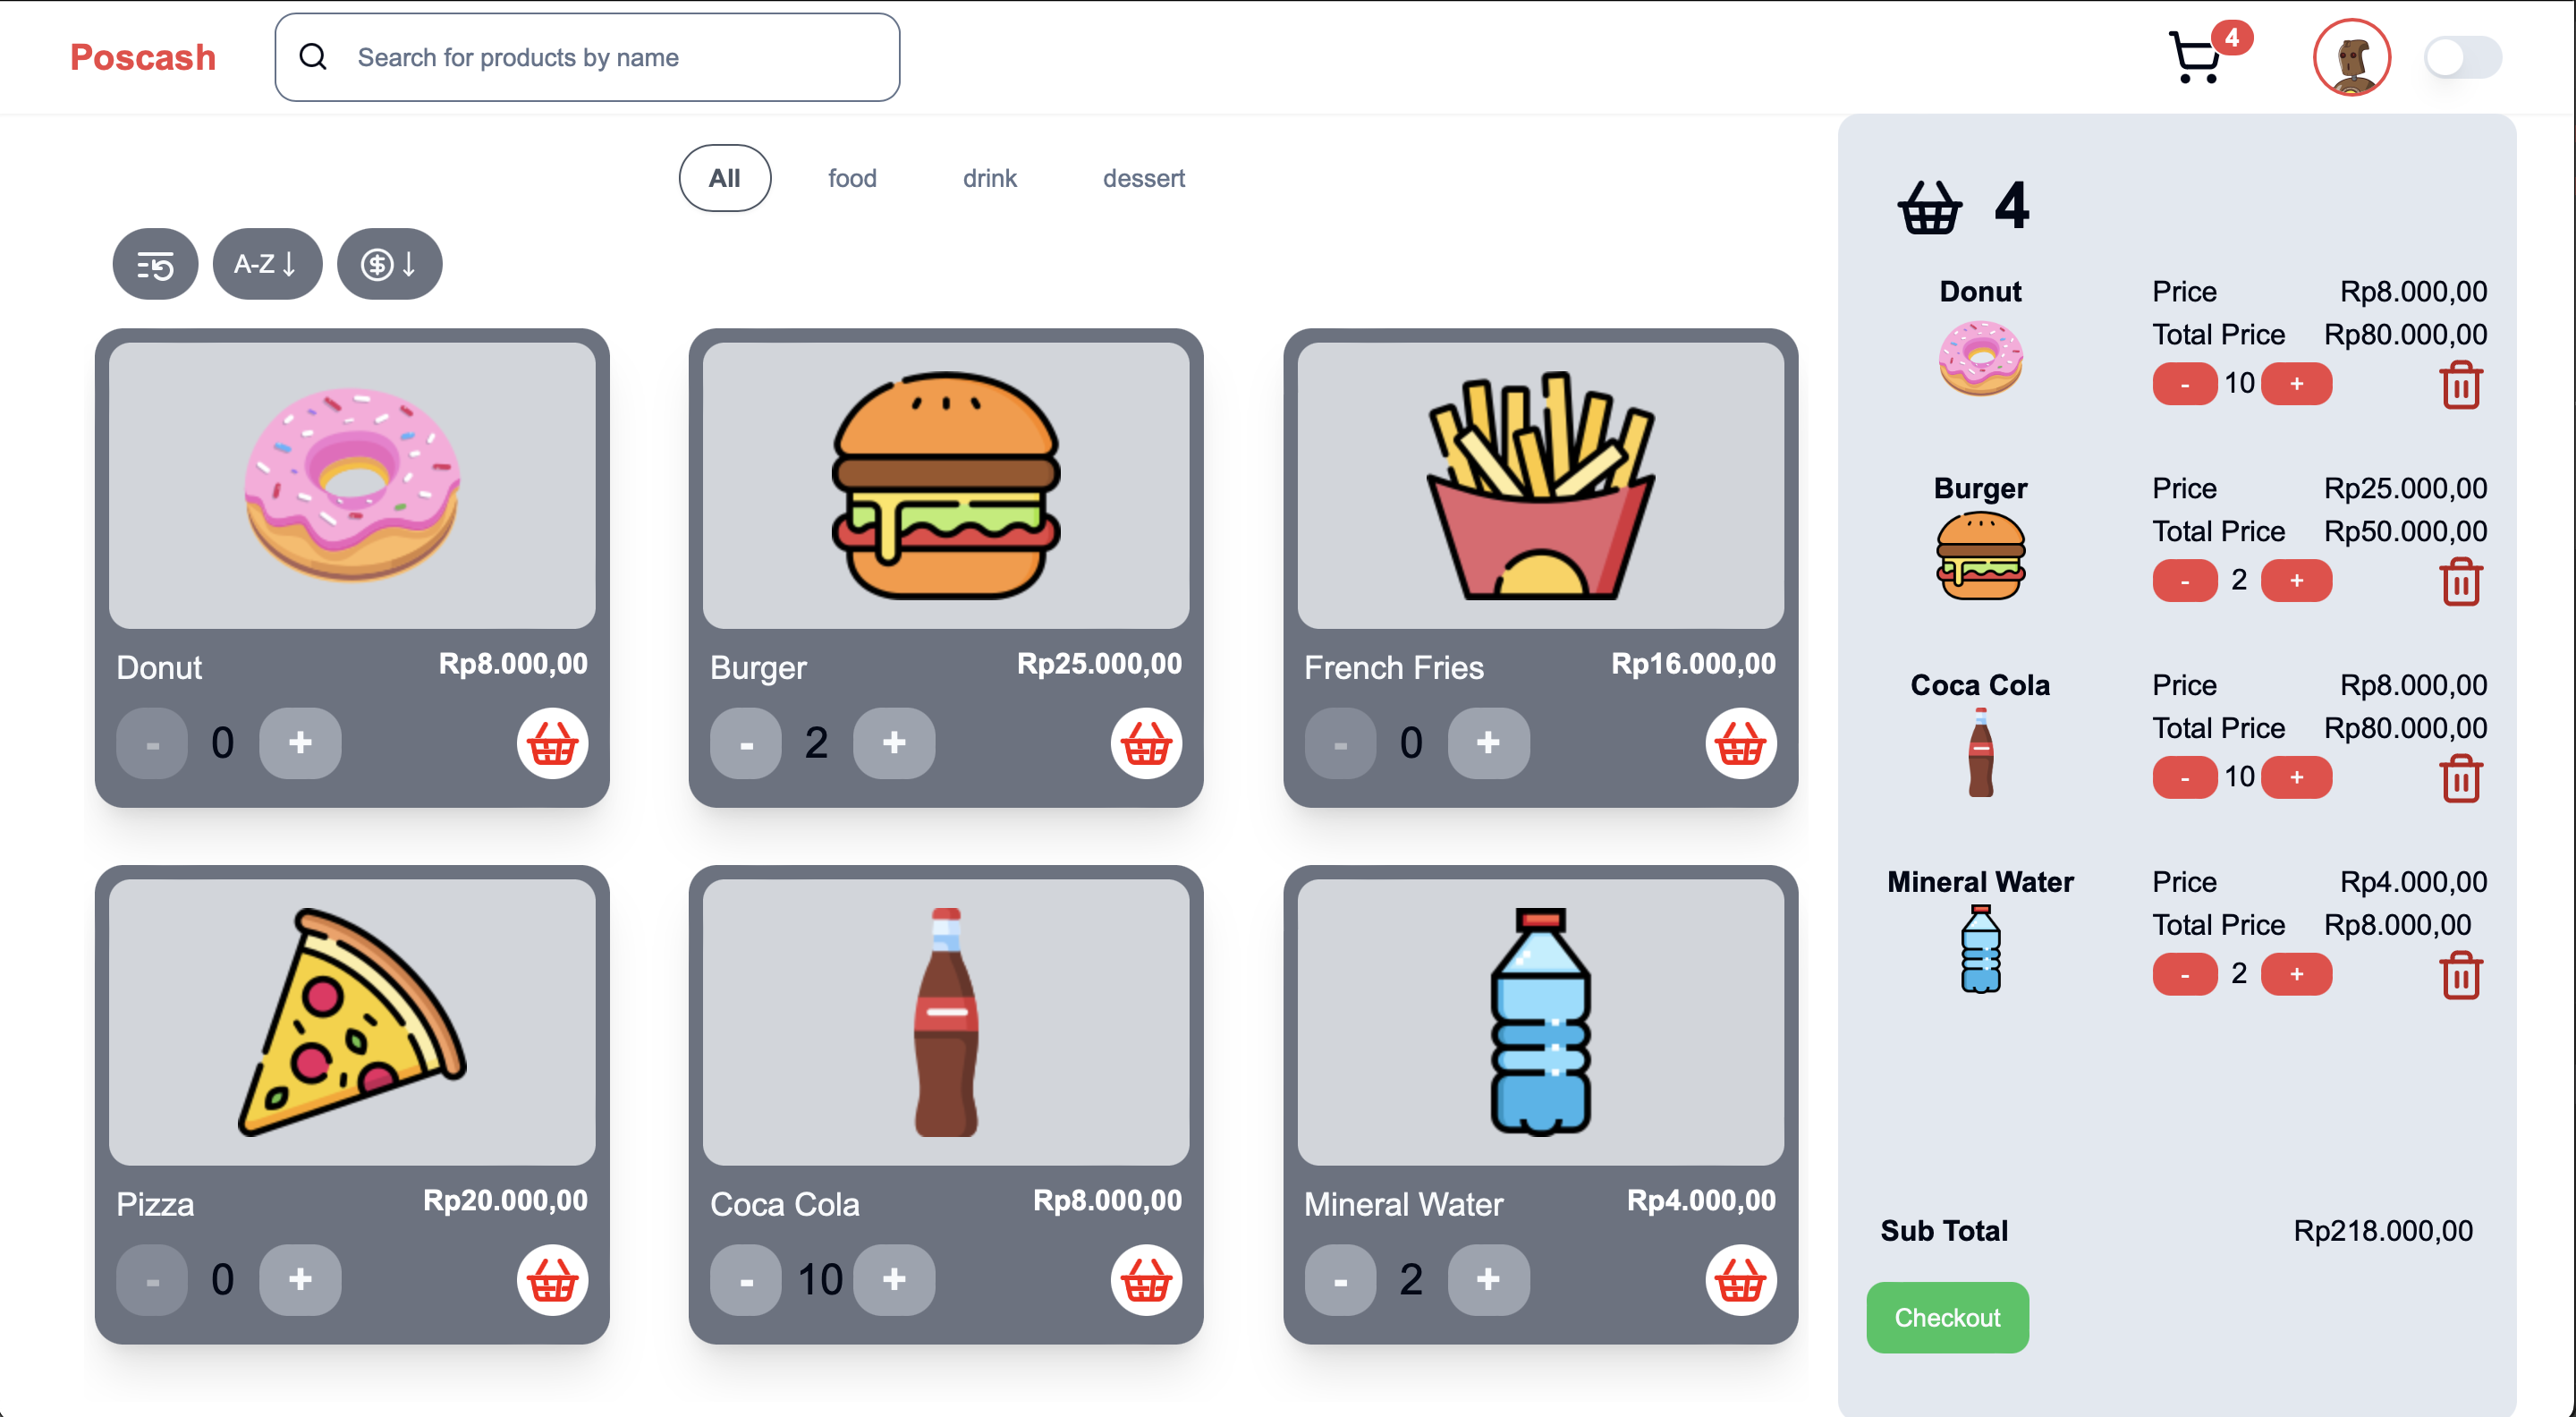 Poscash
Search for products by name
4
All food drink dessert
A-Z
Donut Rp8.000,00
- 0 +
Burger Rp25.000,00
- 2 +
French Fries Rp16.000,00
- 0 +
Pizza Rp20.000,00
- 0 +
Coca Cola Rp8.000,00
- 10 +
Mineral Water Rp4.000,00
- 2 +
4
Donut
Price Rp8.000,00
Total Price Rp80.000,00
- 10 +
Burger
Price Rp25.000,00
Total Price Rp50.000,00
- 2 +
Coca Cola
Price Rp8.000,00
Total Price Rp80.000,00
- 10 +
Mineral Water
Price Rp4.000,00
Total Price Rp8.000,00
- 2 +
Sub Total Rp218.000,00
Checkout